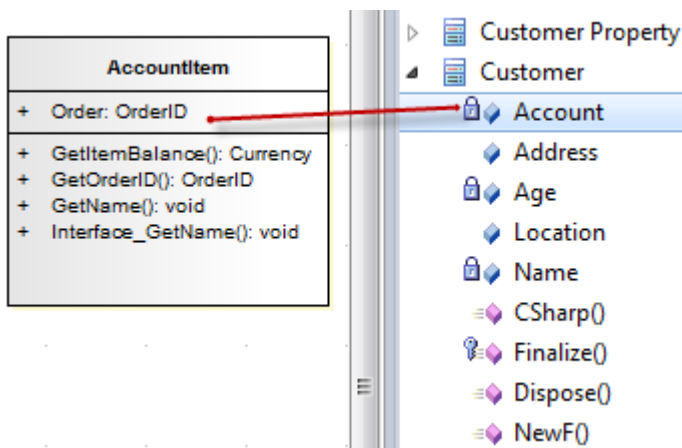 AccountItem
+ Order: OrderID
+ GetItemBalance(): Currency
+ GetOrderID(): OrderID
+ GetName(): void
+ Interface_GetName(): void
Customer Property
Customer
Account
Address
Age
Location
Name
CSharp()
Finalize()
Dispose()
NewF()